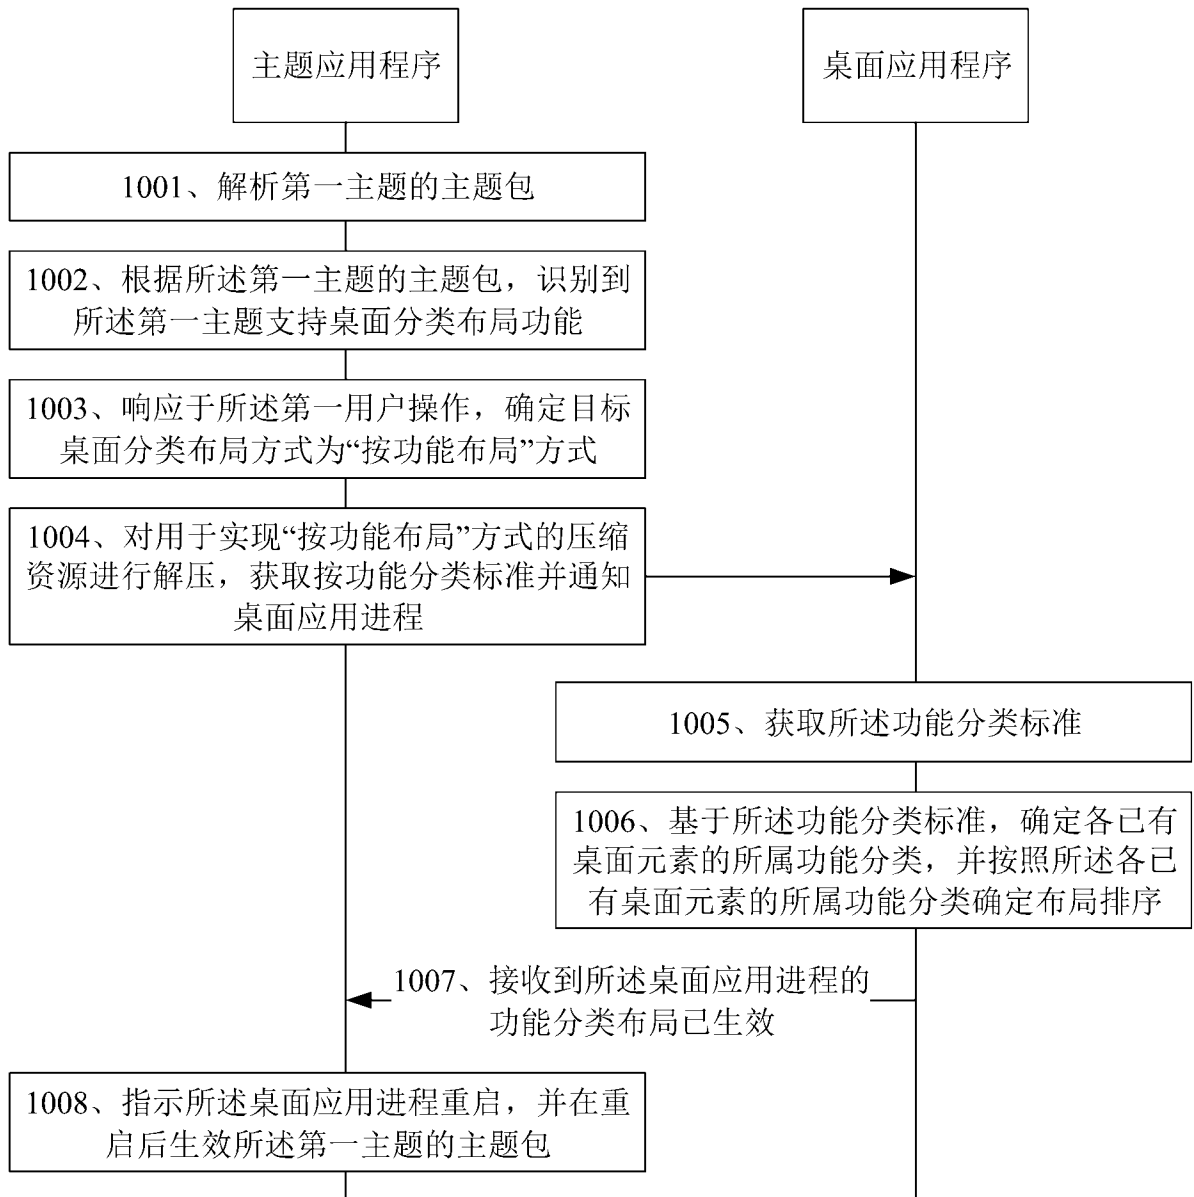 主题应用程序
桌面应用程序
1001、解析第一主题的主题包
1002、根据所述第一主题的主题包，识别到
所述第一主题支持桌面分类布局功能
1003、响应于所述第一用户操作，确定目标
桌面分类布局方式为“按功能布局”方式
1004、对用于实现“按功能布局”方式的压缩
资源进行解压，获取按功能分类标准并通知
桌面应用进程
1005、获取所述功能分类标准
1006、基于所述功能分类标准，确定各已有
桌面元素的所属功能分类，并按照所述各已
有桌面元素的所属功能分类确定布局排序
1007、接收到所述桌面应用进程的
功能分类布局已生效
1008、指示所述桌面应用进程重启，并在重
启后生效所述第一主题的主题包